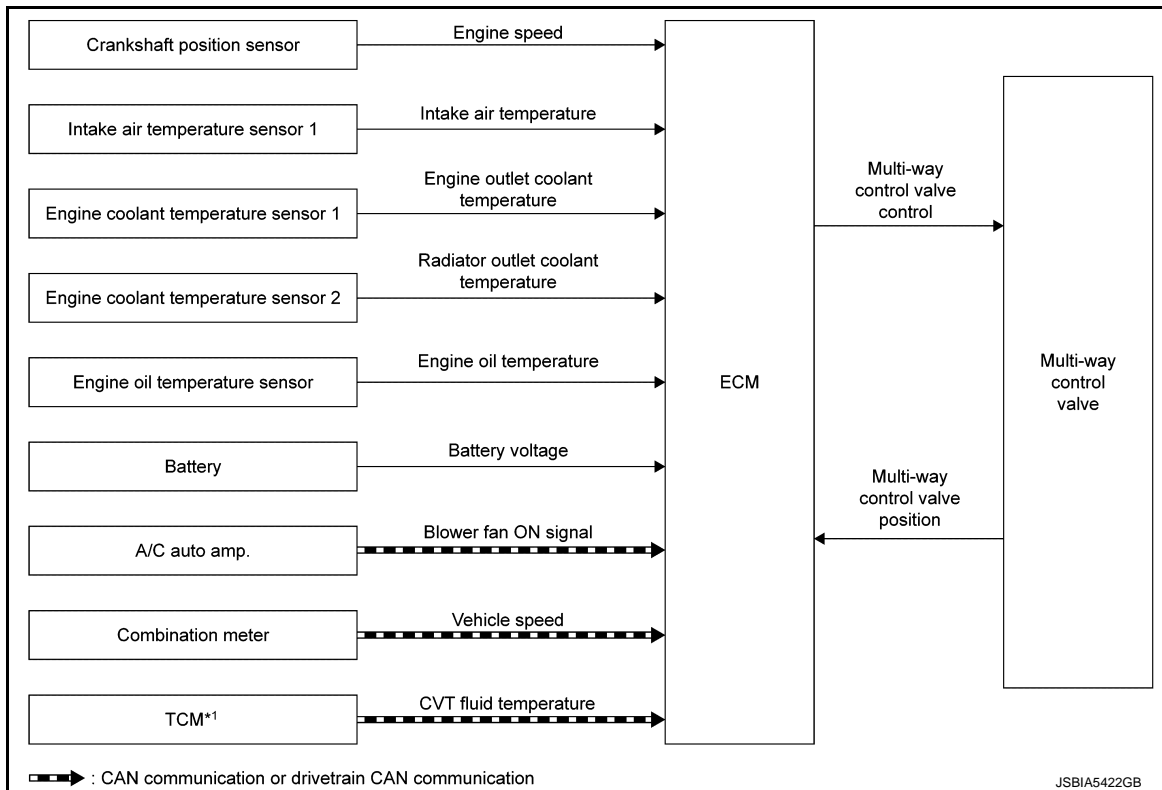 Crankshaft position sensor
Engine speed
Intake air temperature sensor 1
Intake air temperature
Engine coolant temperature sensor 1
Engine outlet coolant
temperature
Engine coolant temperature sensor 2
Radiator outlet coolant
temperature
Engine oil temperature sensor
Engine oil temperature
Battery
Battery voltage
A/C auto amp.
Blower fan ON signal
Combination meter
Vehicle speed
TCM*1
CVT fluid temperature
ECM
Multi-way
control valve
control
Multi-way
control valve
position
Multi-way
control
valve
: CAN communication or drivetrain CAN communication
JSBIA5422GB